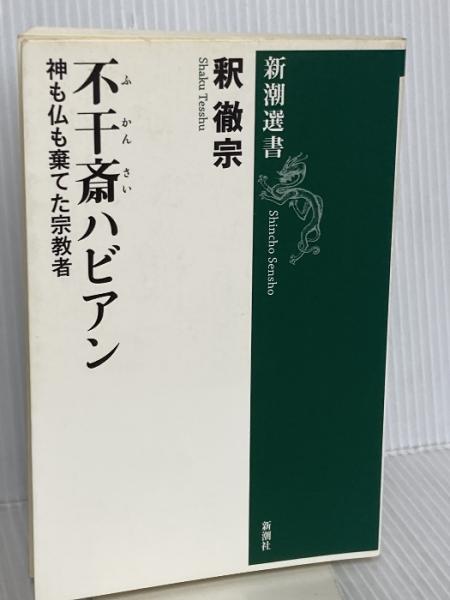 新潮選書
Shincho Sensho
釈 徹宗
Shaku Tesshu
不干斎ハビアン
ふ かん さい
神も仏も棄てた宗教者
新潮社